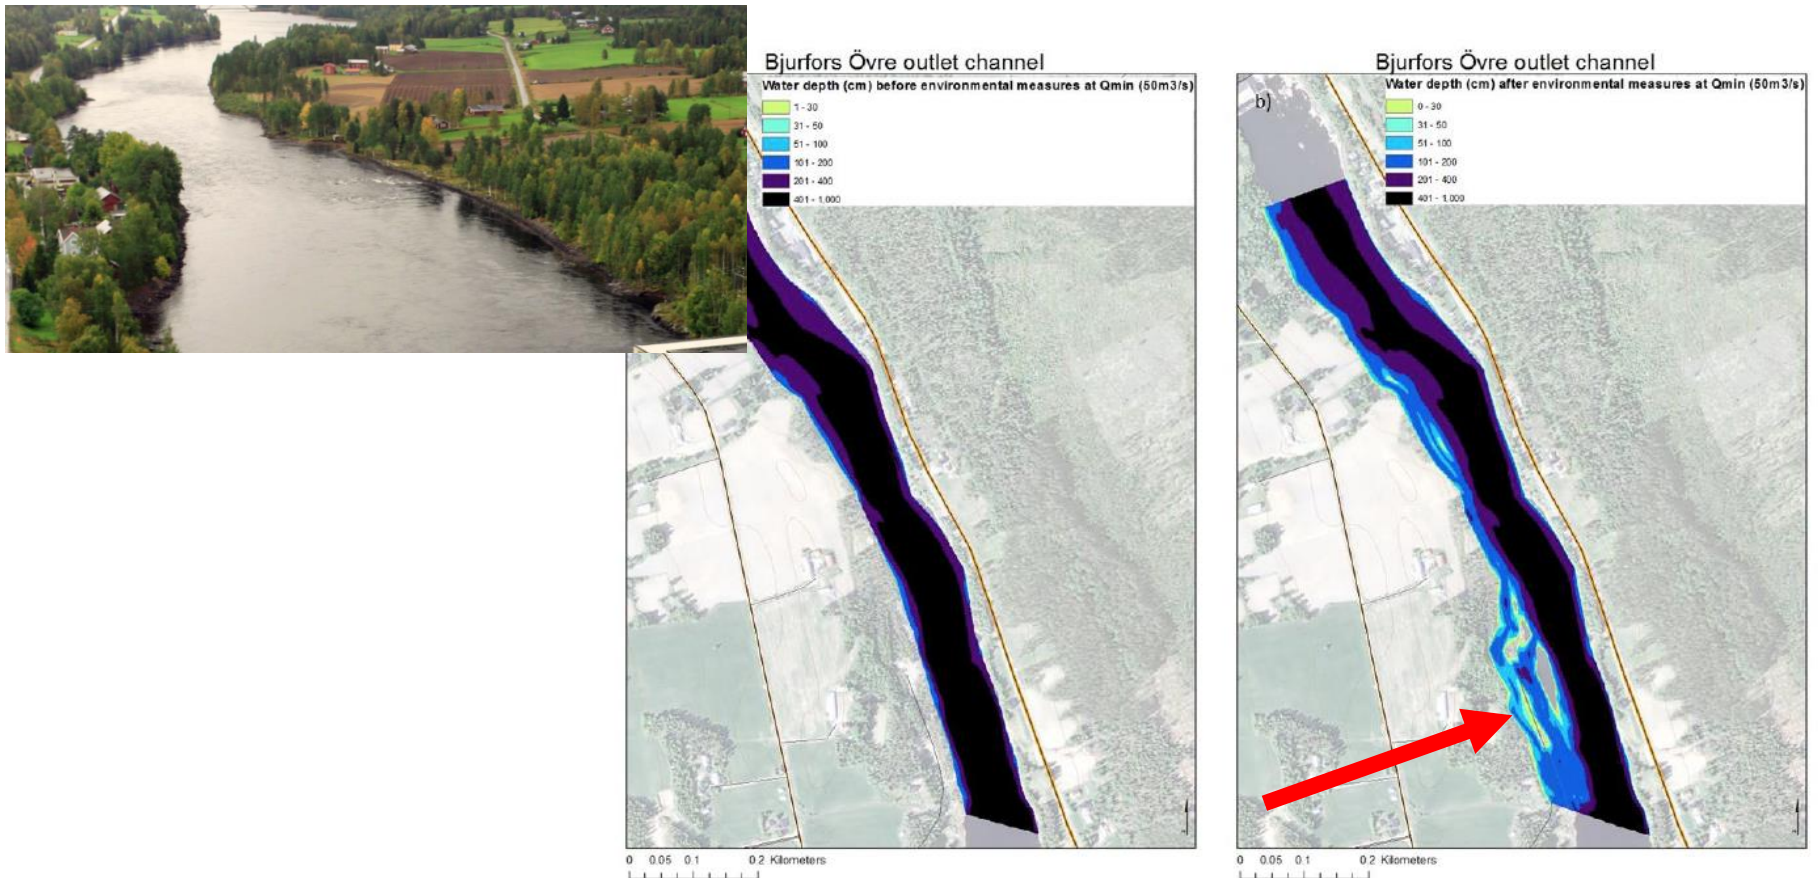 Bjurfors Övre outlet channel
Water depth (cm) before environmental measures at Qmin (50m3/s)
1 - 30
31 - 50
51 - 100
101 - 200
201 - 400
401 - 1,000
0 0.05 0.1 0.2 Kilometers
Bjurfors Övre outlet channel
Water depth (cm) after environmental measures at Qmin (50m3/s)
b)
0 - 30
31 - 50
51 - 100
101 - 200
201 - 400
401 - 1,000
0 0.05 0.1 0.2 Kilometers